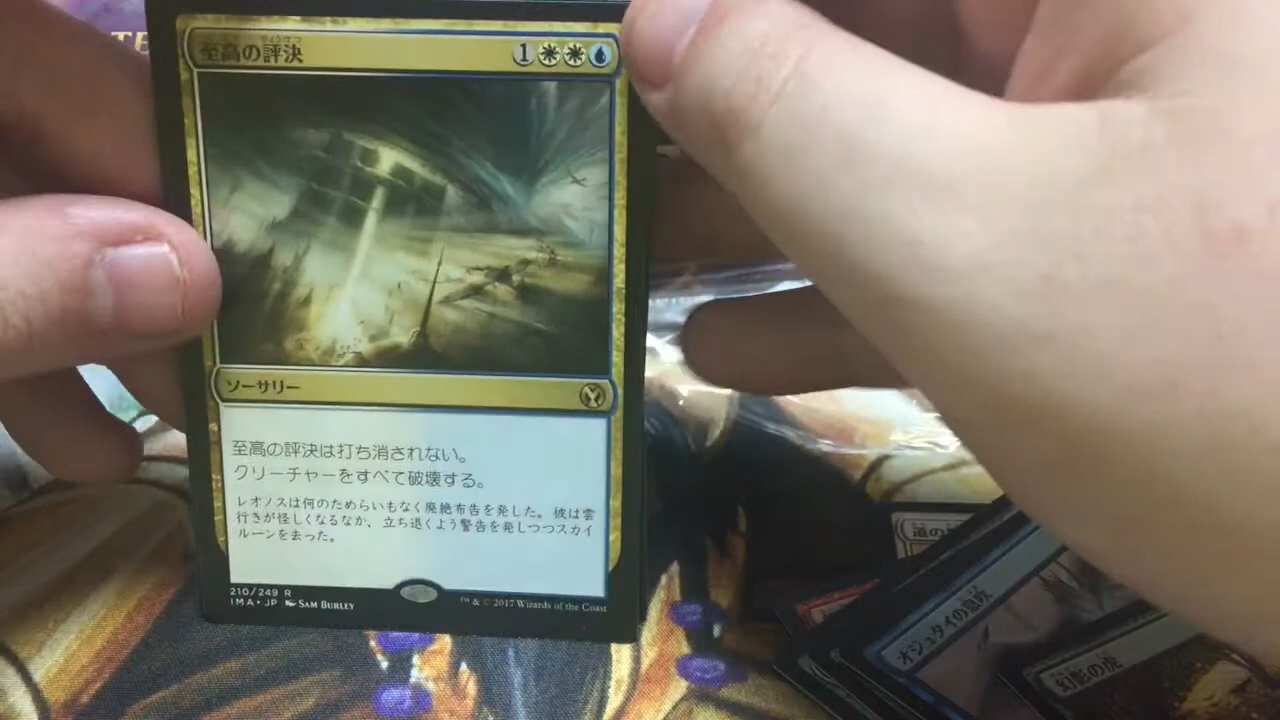 至高の評決
1
ソーサリー
至高の評決は打ち消されない。
クリーチャーをすべて破壊する。
レオノスは何のためらいもなく廃絶布告を発した。彼は雲
行きが怪しくなるなか、立ち退くよう警告を発しつつスカイ
ルーンを去った。
210/249 R
IMA・JP SAM BURLEY
™ & © 2017 Wizards of the Coast
道の
オジュタイの息吹
幻影の虎